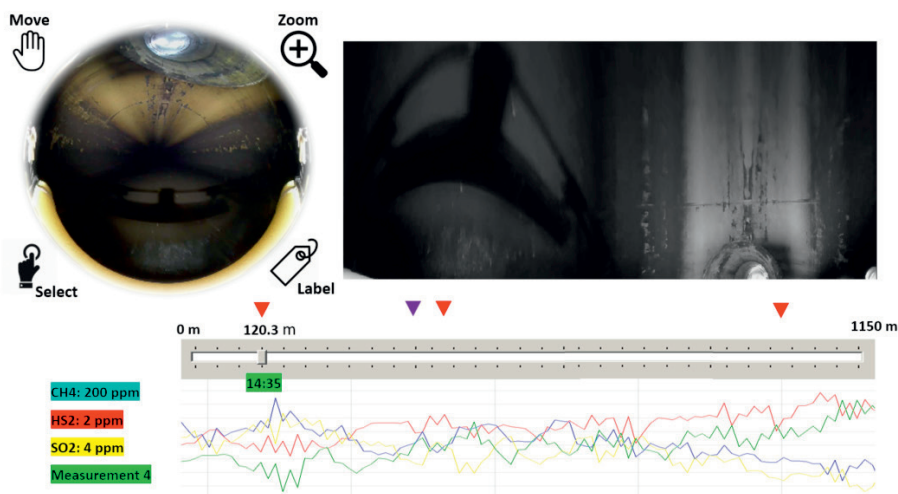 Move
Zoom
Select
Label
0 m
120.3 m
1150 m
14:35
CH4: 200 ppm
HS2: 2 ppm
SO2: 4 ppm
Measurement 4